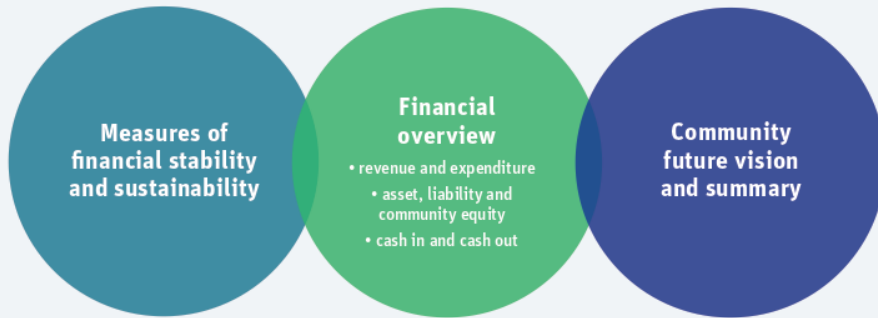 Measures of
financial stability
and sustainability
Financial
overview
• revenue and expenditure
• asset, liability and
community equity
• cash in and cash out
Community
future vision
and summary